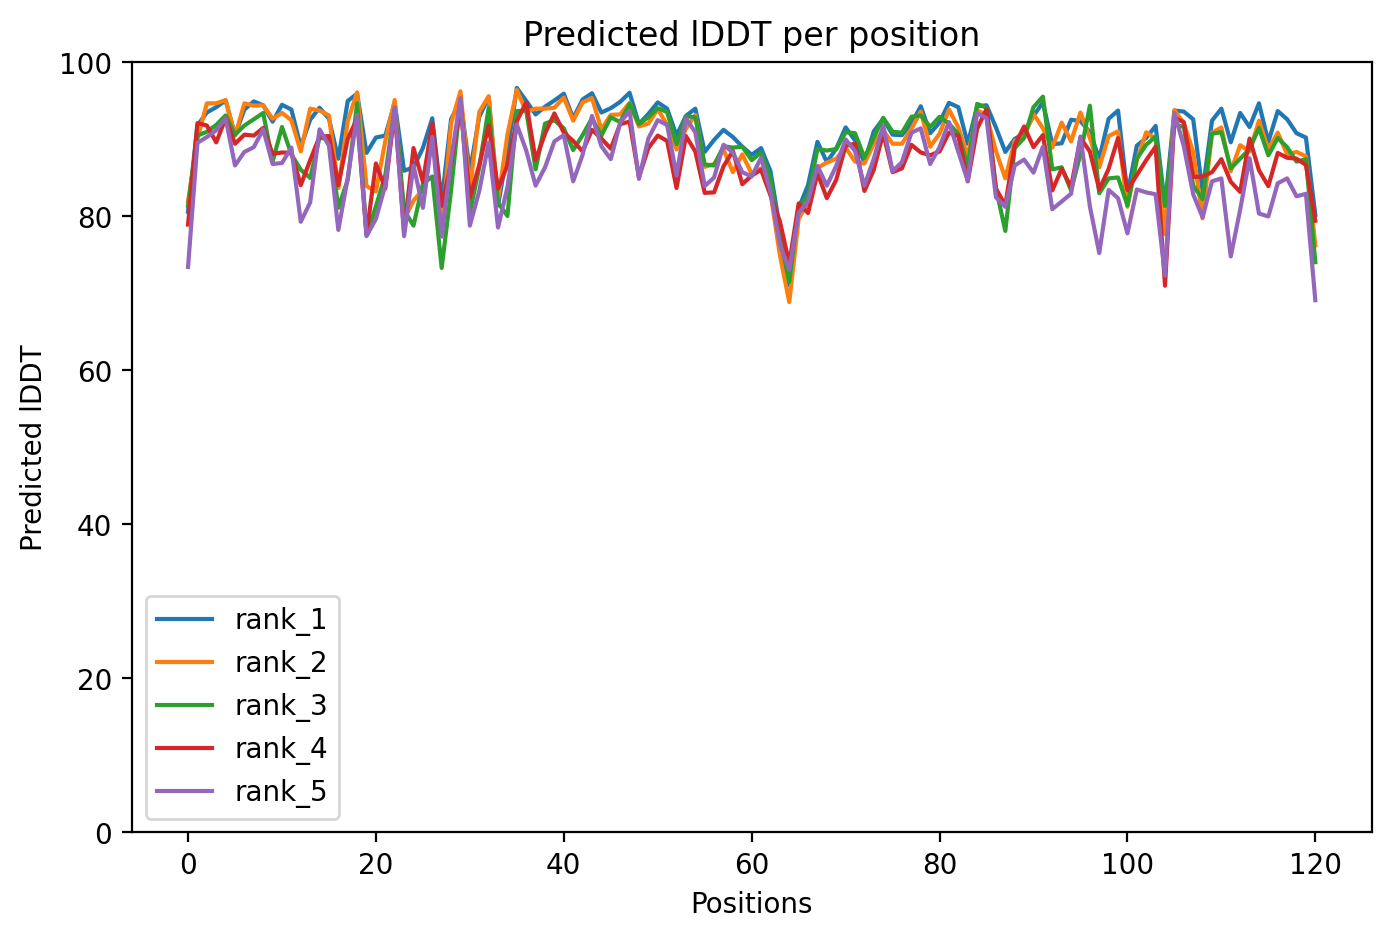 Predicted lDDT per position
100
80
60
40
20
0
Predicted lDDT
rank_1
rank_2
rank_3
rank_4
rank_5
0 20 40 60 80 100 120
Positions